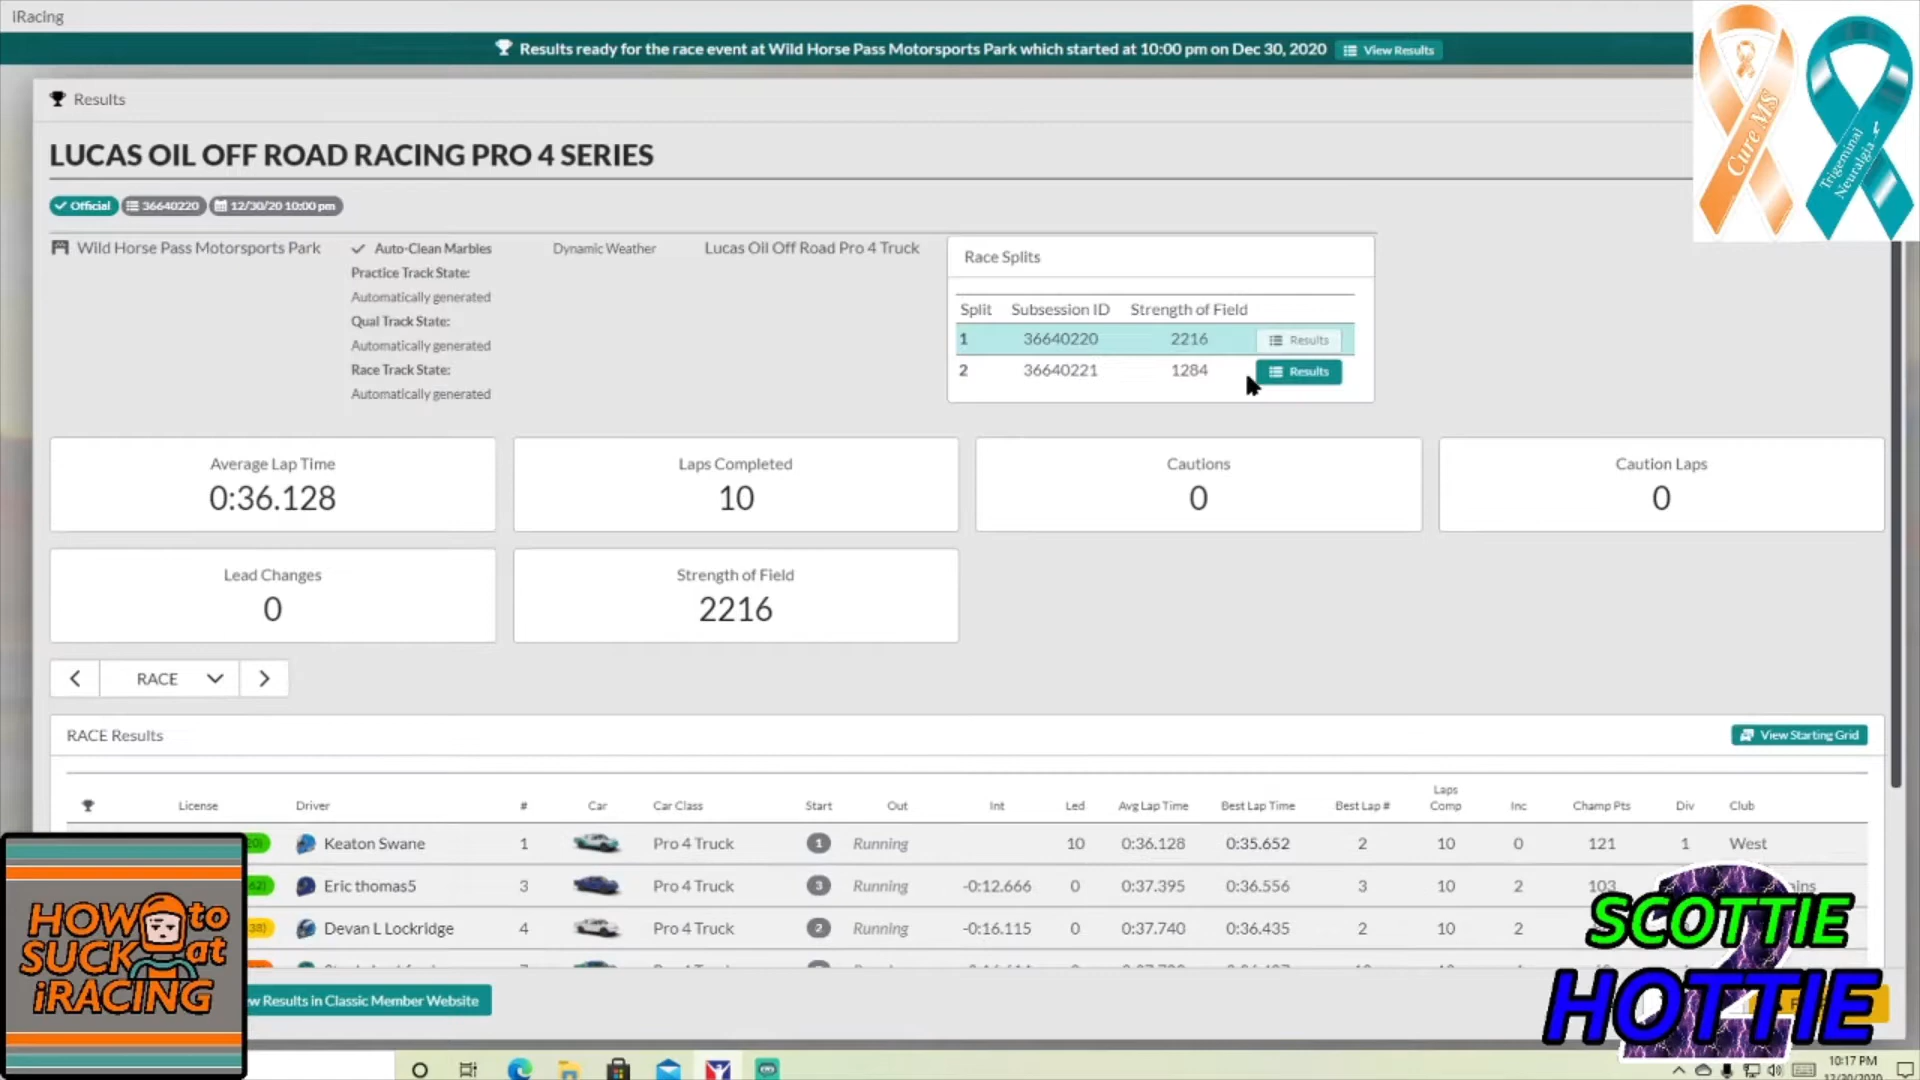 iRacing
Results ready for the race event at Wild Horse Pass Motorsports Park which started at 10:00 pm on Dec 30, 2020
View Results
Cure MS
Trigeminal
Neuralgia
Results
LUCAS OIL OFF ROAD RACING PRO 4 SERIES
Official
36640220
12/30/20 10:00 pm
Wild Horse Pass Motorsports Park
Auto-Clean Marbles
Practice Track State:
Automatically generated
Qual Track State:
Automatically generated
Race Track State:
Automatically generated
Dynamic Weather
Lucas Oil Off Road Pro 4 Truck
Race Splits
Split Subsession ID Strength of Field
1 36640220 2216 Results
2 36640221 1284 Results
Average Lap Time
0:36.128
Laps Completed
10
Cautions
0
Caution Laps
0
Lead Changes
0
Strength of Field
2216
RACE
RACE Results
View Starting Grid
License Driver # Car Car Class Start Out Int Led Avg Lap Time Best Lap Time Best Lap # Laps Comp Inc Champ Pts Div Club
Keaton Swane 1 Pro 4 Truck 1 Running 10 0:36.128 0:35.652 2 10 0 121 1 West
Eric thomas5 3 Pro 4 Truck 3 Running -0:12.666 0 0:37.395 0:36.556 3 10 2 103
Devan L Lockridge 4 Pro 4 Truck 2 Running -0:16.115 0 0:37.740 0:36.435 2 10 2
Results in Classic Member Website
HOW to
SUCK at
iRACING
SCOTTIE
2
HOTTIE
10:17 PM
12/30/2020